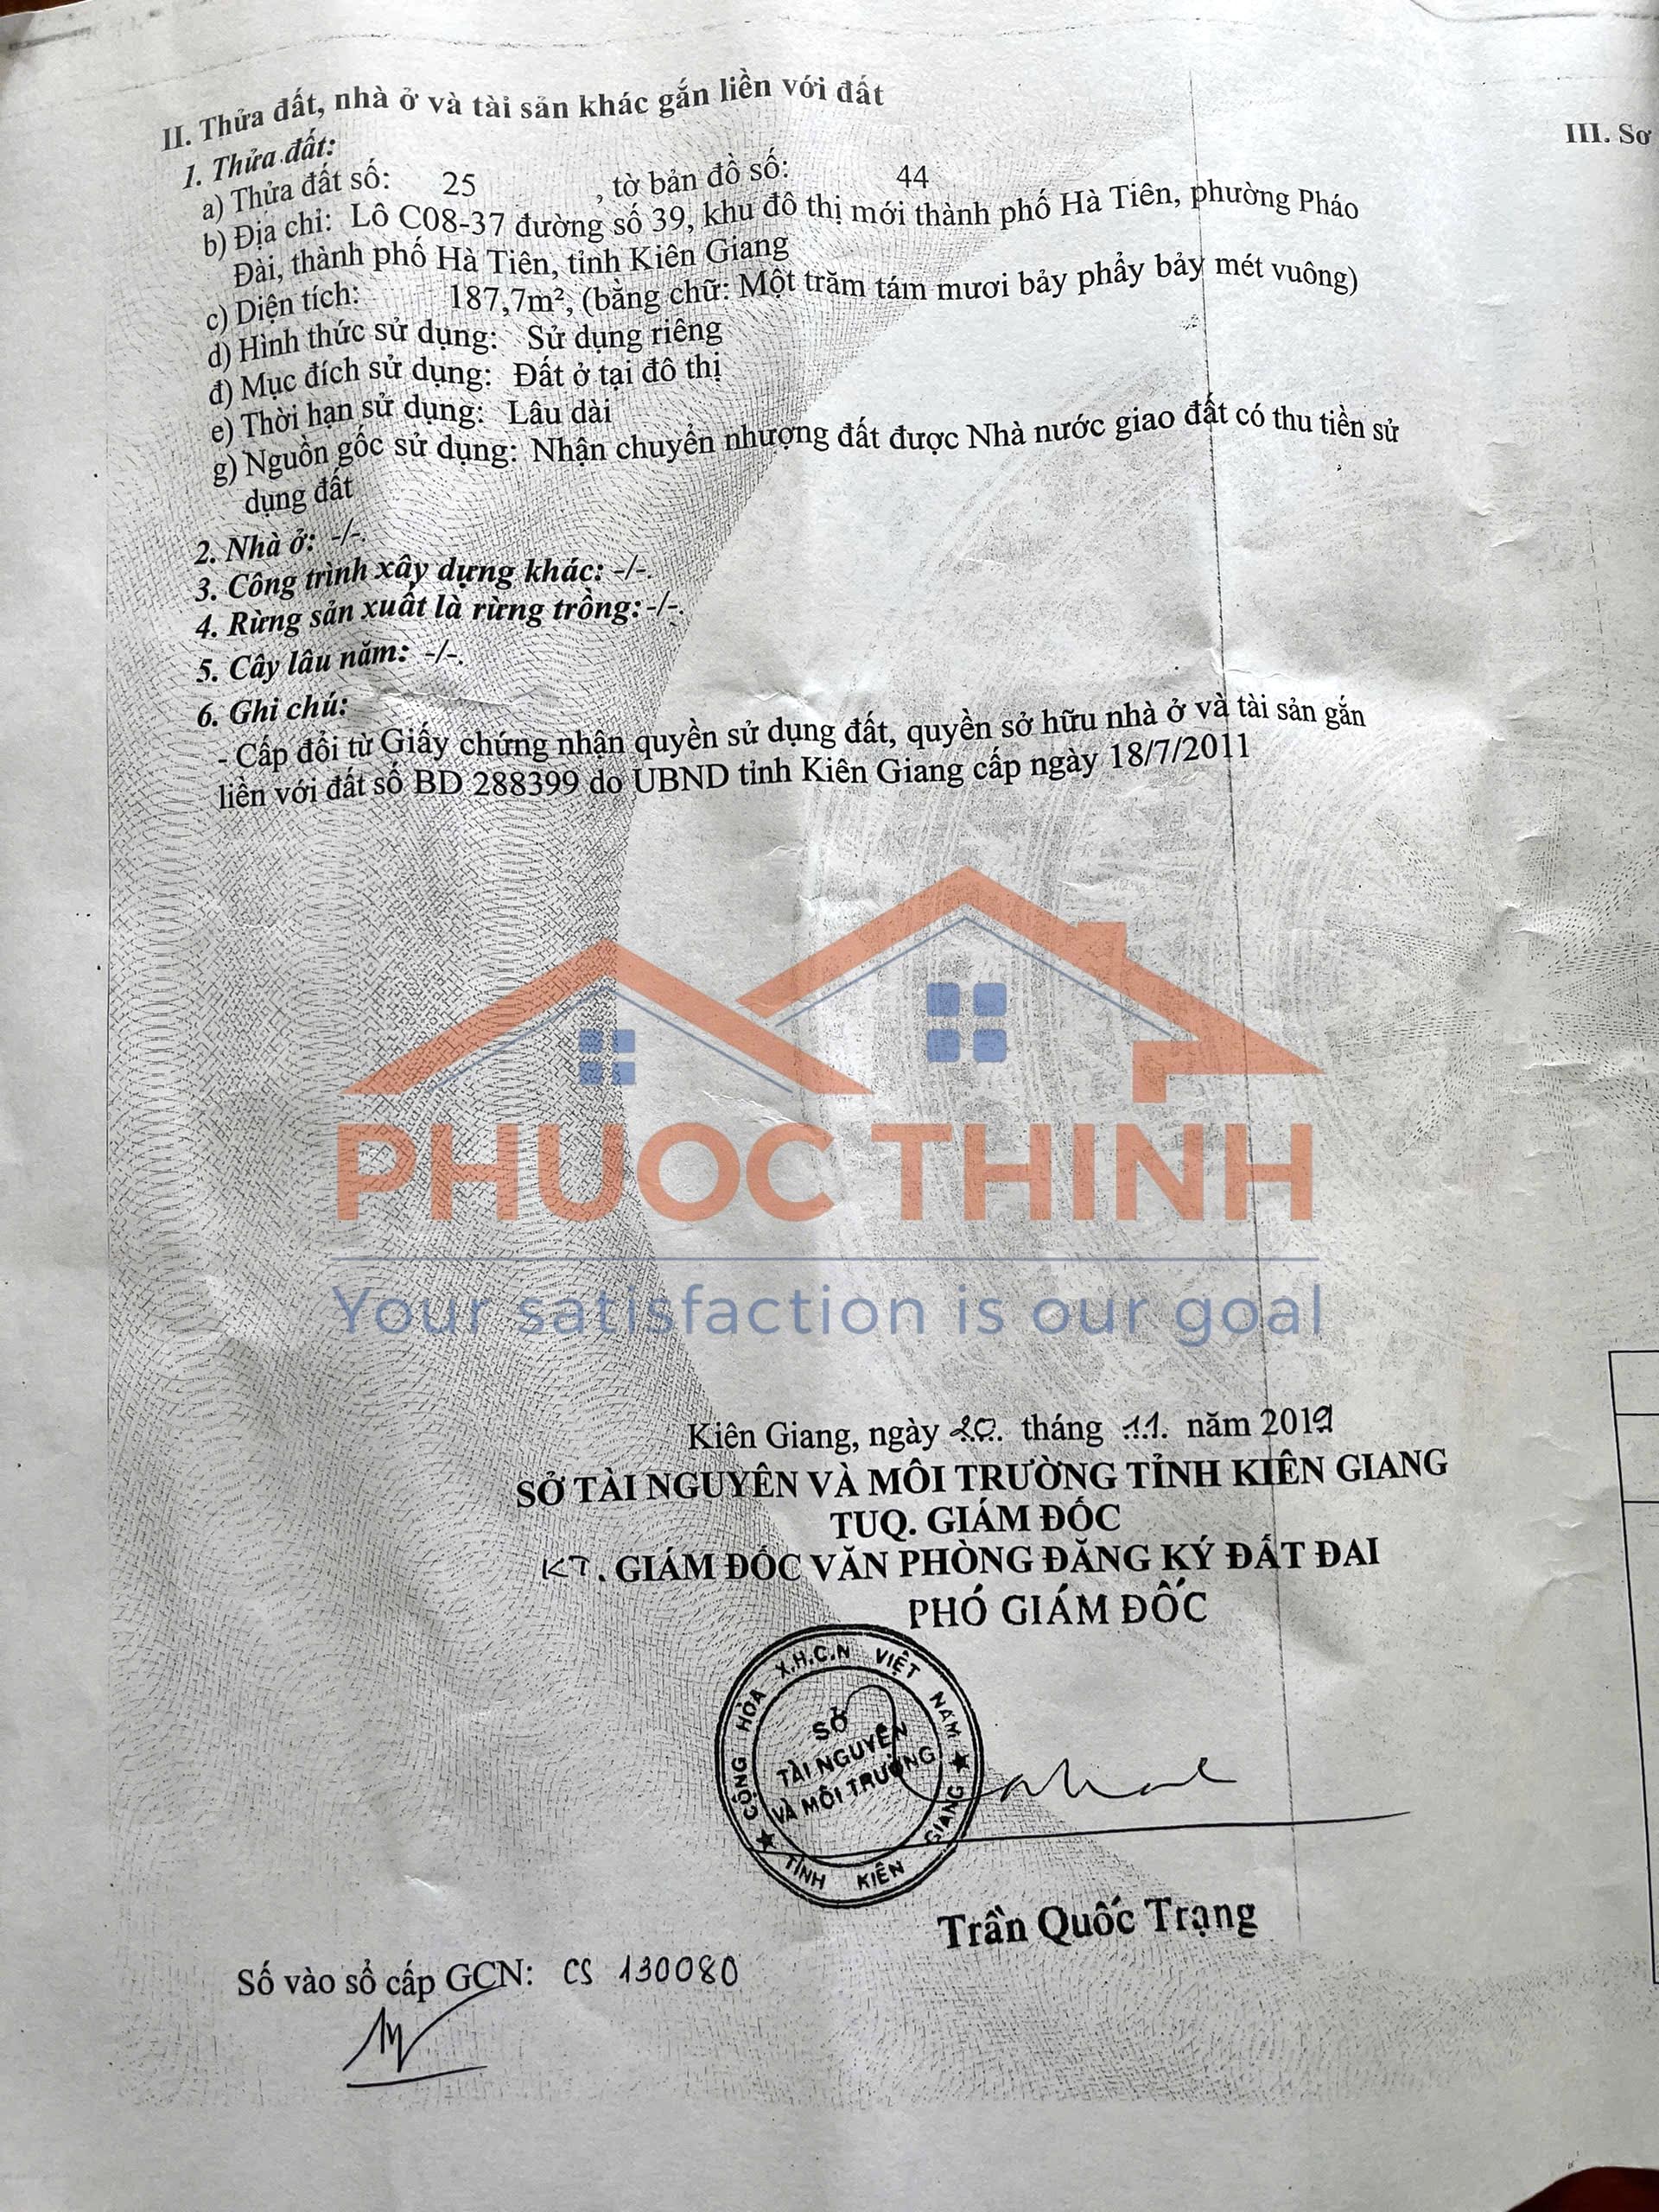 II. Thửa đất, nhà ở và tài sản khác gắn liền với đất
III. Sơ
1. Thửa đất:
a) Thửa đất số: 25 , tờ bản đồ số: 44
b) Địa chỉ: Lô C08-37 đường số 39, khu đô thị mới thành phố Hà Tiên, phường Pháo
Đài, thành phố Hà Tiên, tỉnh Kiên Giang
c) Diện tích: 187,7m², (bằng chữ: Một trăm tám mươi bảy phẩy bảy mét vuông)
d) Hình thức sử dụng: Sử dụng riêng
đ) Mục đích sử dụng: Đất ở tại đô thị
e) Thời hạn sử dụng: Lâu dài
g) Nguồn gốc sử dụng: Nhận chuyển nhượng đất được Nhà nước giao đất có thu tiền sử
dụng đất
2. Nhà ở: -/-.
3. Công trình xây dựng khác: -/-.
4. Rừng sản xuất là rừng trồng: -/-.
5. Cây lâu năm: -/-.
6. Ghi chú:
- Cấp đổi từ Giấy chứng nhận quyền sử dụng đất, quyền sở hữu nhà ở và tài sản gắn
liền với đất số BD 288399 do UBND tỉnh Kiên Giang cấp ngày 18/7/2011
PHUOC THINH
Your satisfaction is our goal
Kiên Giang, ngày 20. tháng .11. năm 2019
SỞ TÀI NGUYÊN VÀ MÔI TRƯỜNG TỈNH KIÊN GIANG
TUQ. GIÁM ĐỐC
KT. GIÁM ĐỐC VĂN PHÒNG ĐĂNG KÝ ĐẤT ĐAI
PHÓ GIÁM ĐỐC
CỘNG HÒA X.H.C.N VIỆT NAM
SỞ
TÀI NGUYÊN
VÀ MÔI TRƯỜNG
TỈNH KIÊN GIANG
Trần Quốc Trạng
Số vào sổ cấp GCN: CS 130080